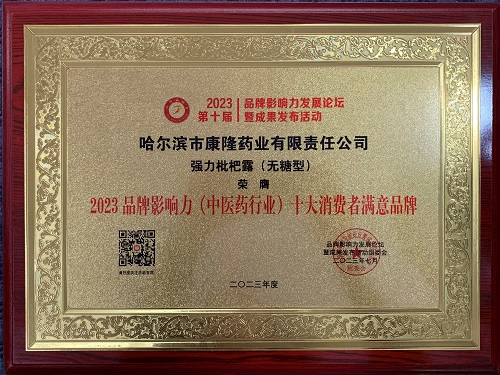 2023 品牌影响力发展论坛
第十届 暨成果发布活动
哈尔滨市康隆药业有限责任公司
强力枇杷露（无糖型）
荣膺
2023 品牌影响力（中医药行业）十大消费者满意品牌
品牌影响力发展论坛
暨成果发布活动组委会
二〇二三年七月
二〇二三年度